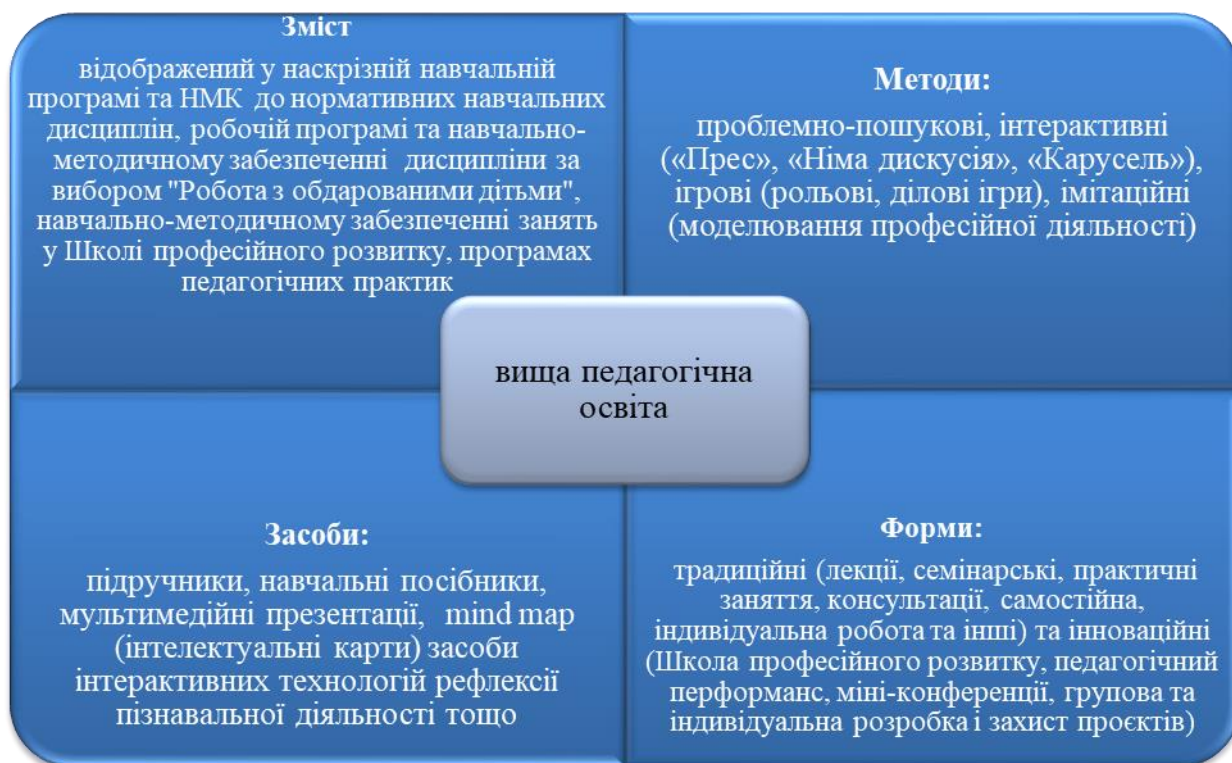 Зміст
відображений у наскрізній навчальній
програмі та НМК до нормативних навчальних
дисциплін, робочій програмі та навчально-
методичному забезпеченні дисципліни за
вибором "Робота з обдарованими дітьми",
навчально-методичному забезпеченні занять
у Школі професійного розвитку, програмах
педагогічних практик
Методи:
проблемно-пошукові, інтерактивні
(«Прес», «Німа дискусія», «Карусель»),
ігрові (рольові, ділові ігри), імітаційні
(моделювання професійної діяльності)
вища педагогічна
освіта
Засоби:
підручники, навчальні посібники,
мультимедійні презентації, mind map
(інтелектуальні карти) засоби
інтерактивних технологій рефлексії
пізнавальної діяльності тощо
Форми:
традиційні (лекції, семінарські, практичні
заняття, консультації, самостійна,
індивідуальна робота та інші) та інноваційні
(Школа професійного розвитку, педагогічний
перформанс, міні-конференції, групова та
індивідуальна розробка і захист проєктів)